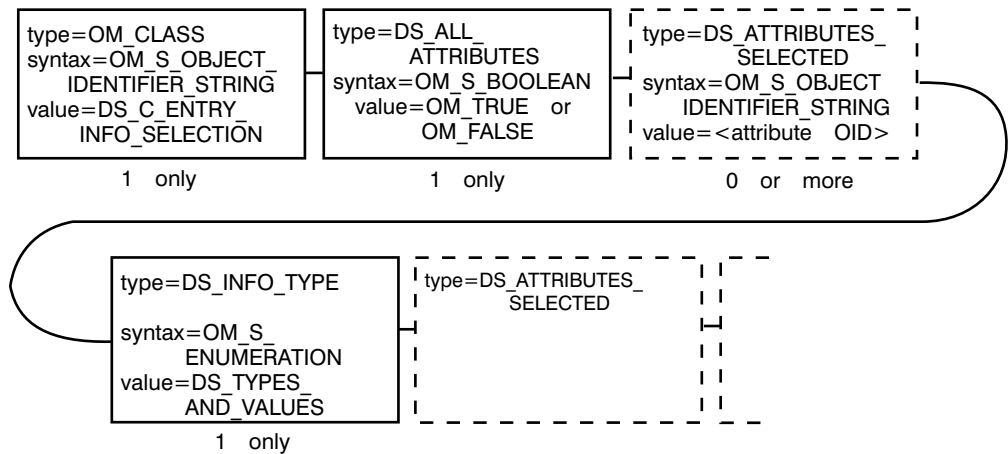 type=OM_CLASS
syntax=OM_S_OBJECT_
IDENTIFIER_STRING
value=DS_C_ENTRY_
INFO_SELECTION
1 only
type=DS_ALL_
ATTRIBUTES
syntax=OM_S_BOOLEAN
value=OM_TRUE or
OM_FALSE
1 only
type=DS_ATTRIBUTES_
SELECTED
syntax=OM_S_OBJECT
IDENTIFIER_STRING
value=<attribute OID>
0 or more
type=DS_INFO_TYPE
syntax=OM_S_
ENUMERATION
value=DS_TYPES_
AND_VALUES
1 only
type=DS_ATTRIBUTES_
SELECTED